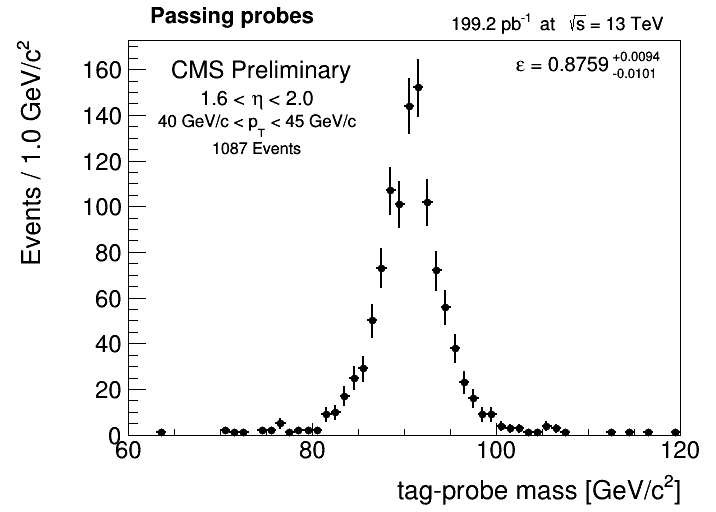 Passing probes
199.2 pb⁻¹ at √s = 13 TeV
CMS Preliminary
1.6 < η < 2.0
40 GeV/c < p_T < 45 GeV/c
1087 Events
ε = 0.8759 +0.0094 -0.0101
Events / 1.0 GeV/c²
160
140
120
100
80
60
40
20
0
60 80 100 120
tag-probe mass [GeV/c²]